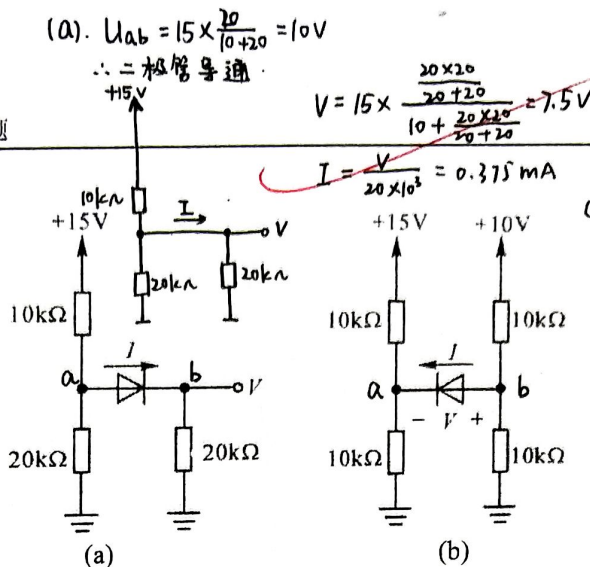 (a). Uab = 15 × 20/(10+20) = 10V
∴二极管导通.
+15V
V = 15 × (20×20/(20+20))/(10 + 20×20/(20+20)) = 7.5V
题
I = V/(20×10³) = 0.375 mA
10kΩ
I
V
20kΩ
20kΩ
+15V
10kΩ
I
a
b
V
20kΩ
20kΩ
(a)
+15V
+10V
10kΩ
10kΩ
I
a
b
− V +
10kΩ
10kΩ
(b)